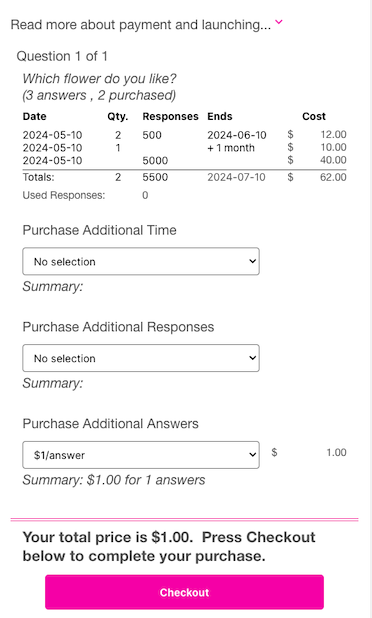 Read more about payment and launching...
Question 1 of 1
Which flower do you like?
(3 answers , 2 purchased)
Date Qty. Responses Ends Cost
2024-05-10 2 500 2024-06-10 $ 12.00
2024-05-10 1 + 1 month $ 10.00
2024-05-10 5000 $ 40.00
Totals: 2 5500 2024-07-10 $ 62.00
Used Responses: 0
Purchase Additional Time
No selection
Summary:
Purchase Additional Responses
No selection
Summary:
Purchase Additional Answers
$1/answer $ 1.00
Summary: $1.00 for 1 answers
Your total price is $1.00. Press Checkout
below to complete your purchase.
Checkout